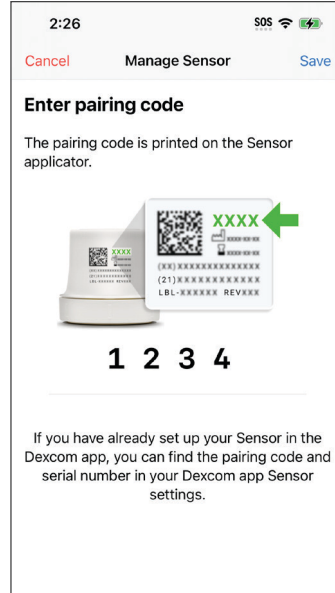 2:26
SOS
Cancel
Manage Sensor
Save
Enter pairing code
The pairing code is printed on the Sensor
applicator.
XXXX
XXXX
(XX)XXXXXXXXXXXXXX
(21)XXXXXXXXXXXX
LBL-XXXXXX REVXXX
1 2 3 4
If you have already set up your Sensor in the
Dexcom app, you can find the pairing code and
serial number in your Dexcom app Sensor
settings.